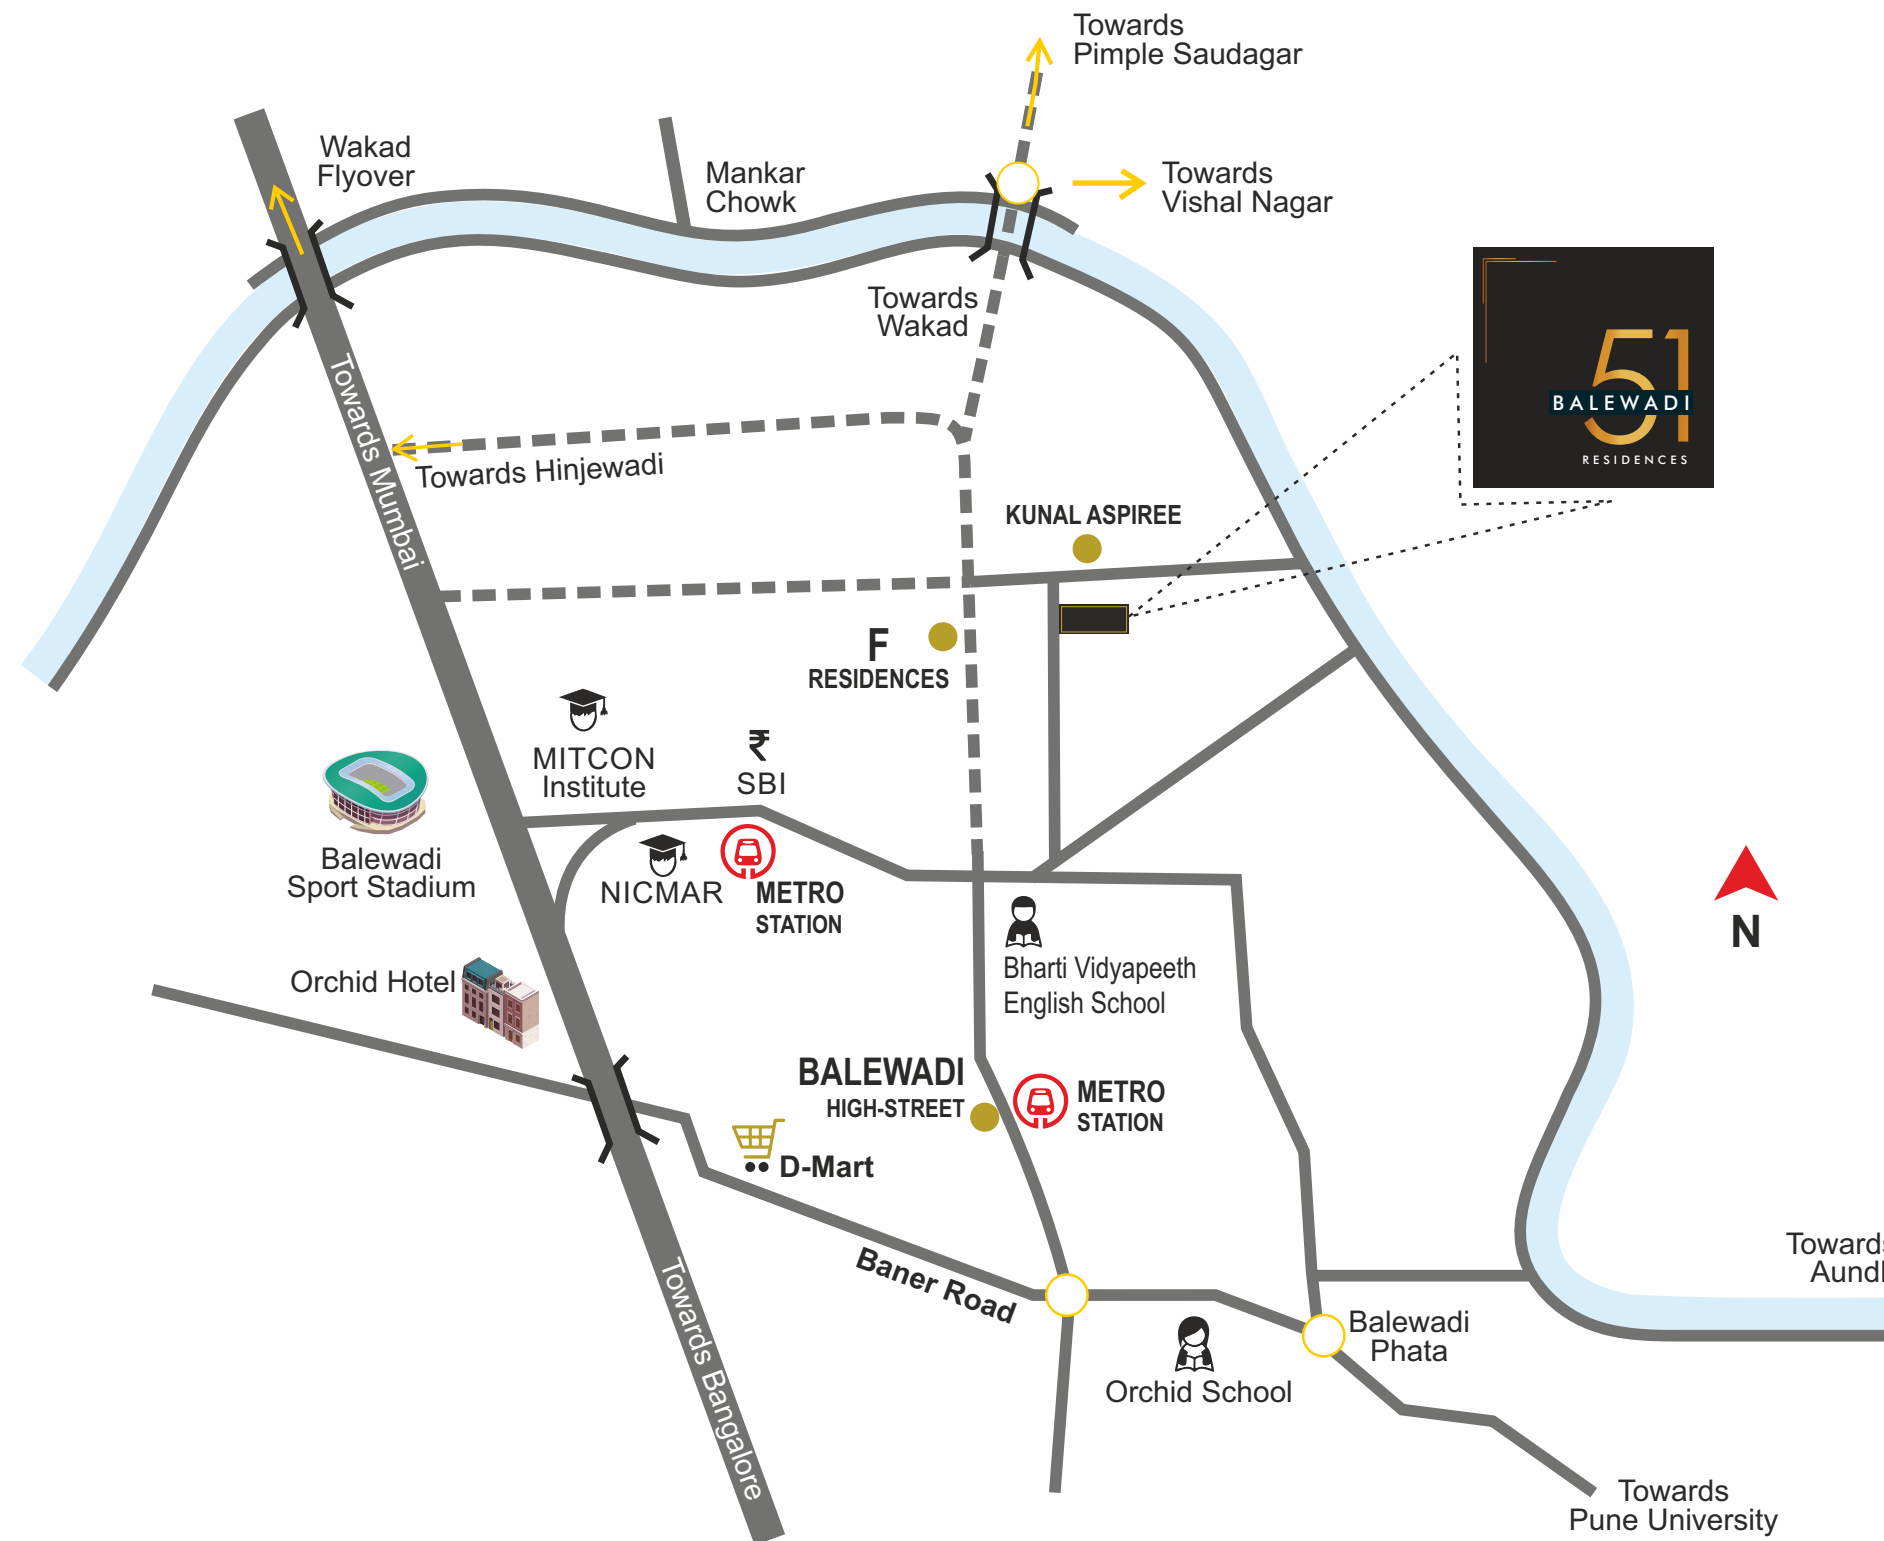 Towards
Pimple Saudagar
Wakad
Flyover
Mankar
Chowk
Towards
Vishal Nagar
Towards
Wakad
51
BALEWADI
RESIDENCES
Towards Mumbai
Towards Hinjewadi
KUNAL ASPIREE
F
RESIDENCES
MITCON
Institute
₹
SBI
Balewadi
Sport Stadium
NICMAR
METRO
STATION
N
Bharti Vidyapeeth
English School
Orchid Hotel
BALEWADI
HIGH-STREET
METRO
STATION
D-Mart
Baner Road
Towards
Aundh
Towards Bangalore
Balewadi
Phata
Orchid School
Towards
Pune University